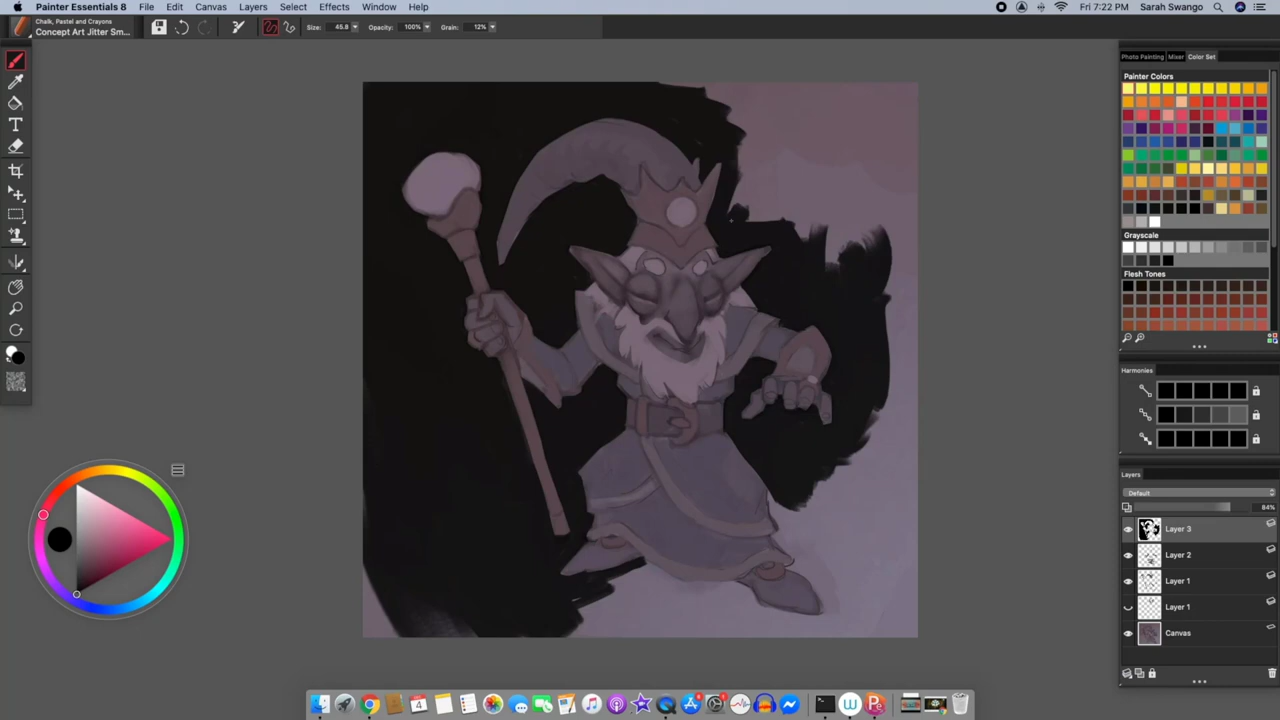 Painter Essentials 8 File Edit Canvas Layers Select Effects Window Help Fri 7:22 PM Sarah Swango
Chalk, Pastel and Crayons
Concept Art Jitter Sm... Size: 45.8 Opacity: 100% Grain: 12%
Photo Painting Mixer Color Set
Painter Colors
Grayscale
Flesh Tones
Harmonies
Layers
Default
84%
Layer 3
Layer 2
Layer 1
Layer 1
Canvas